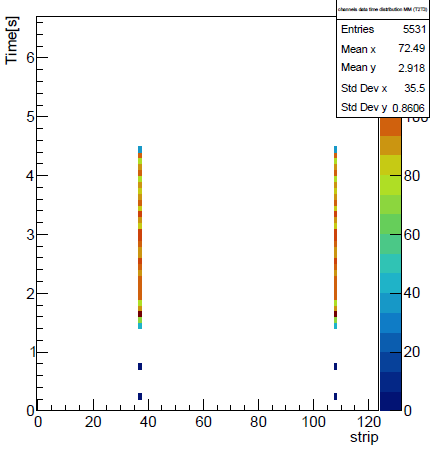 channels data time distribution MM (T2T3)
Entries 5531
Mean x 72.49
Mean y 2.918
Std Dev x 35.5
Std Dev y 0.8606
Time[s]
6
5
4
3
2
1
0
0 20 40 60 80 100 120
strip
100
80
60
40
20
0